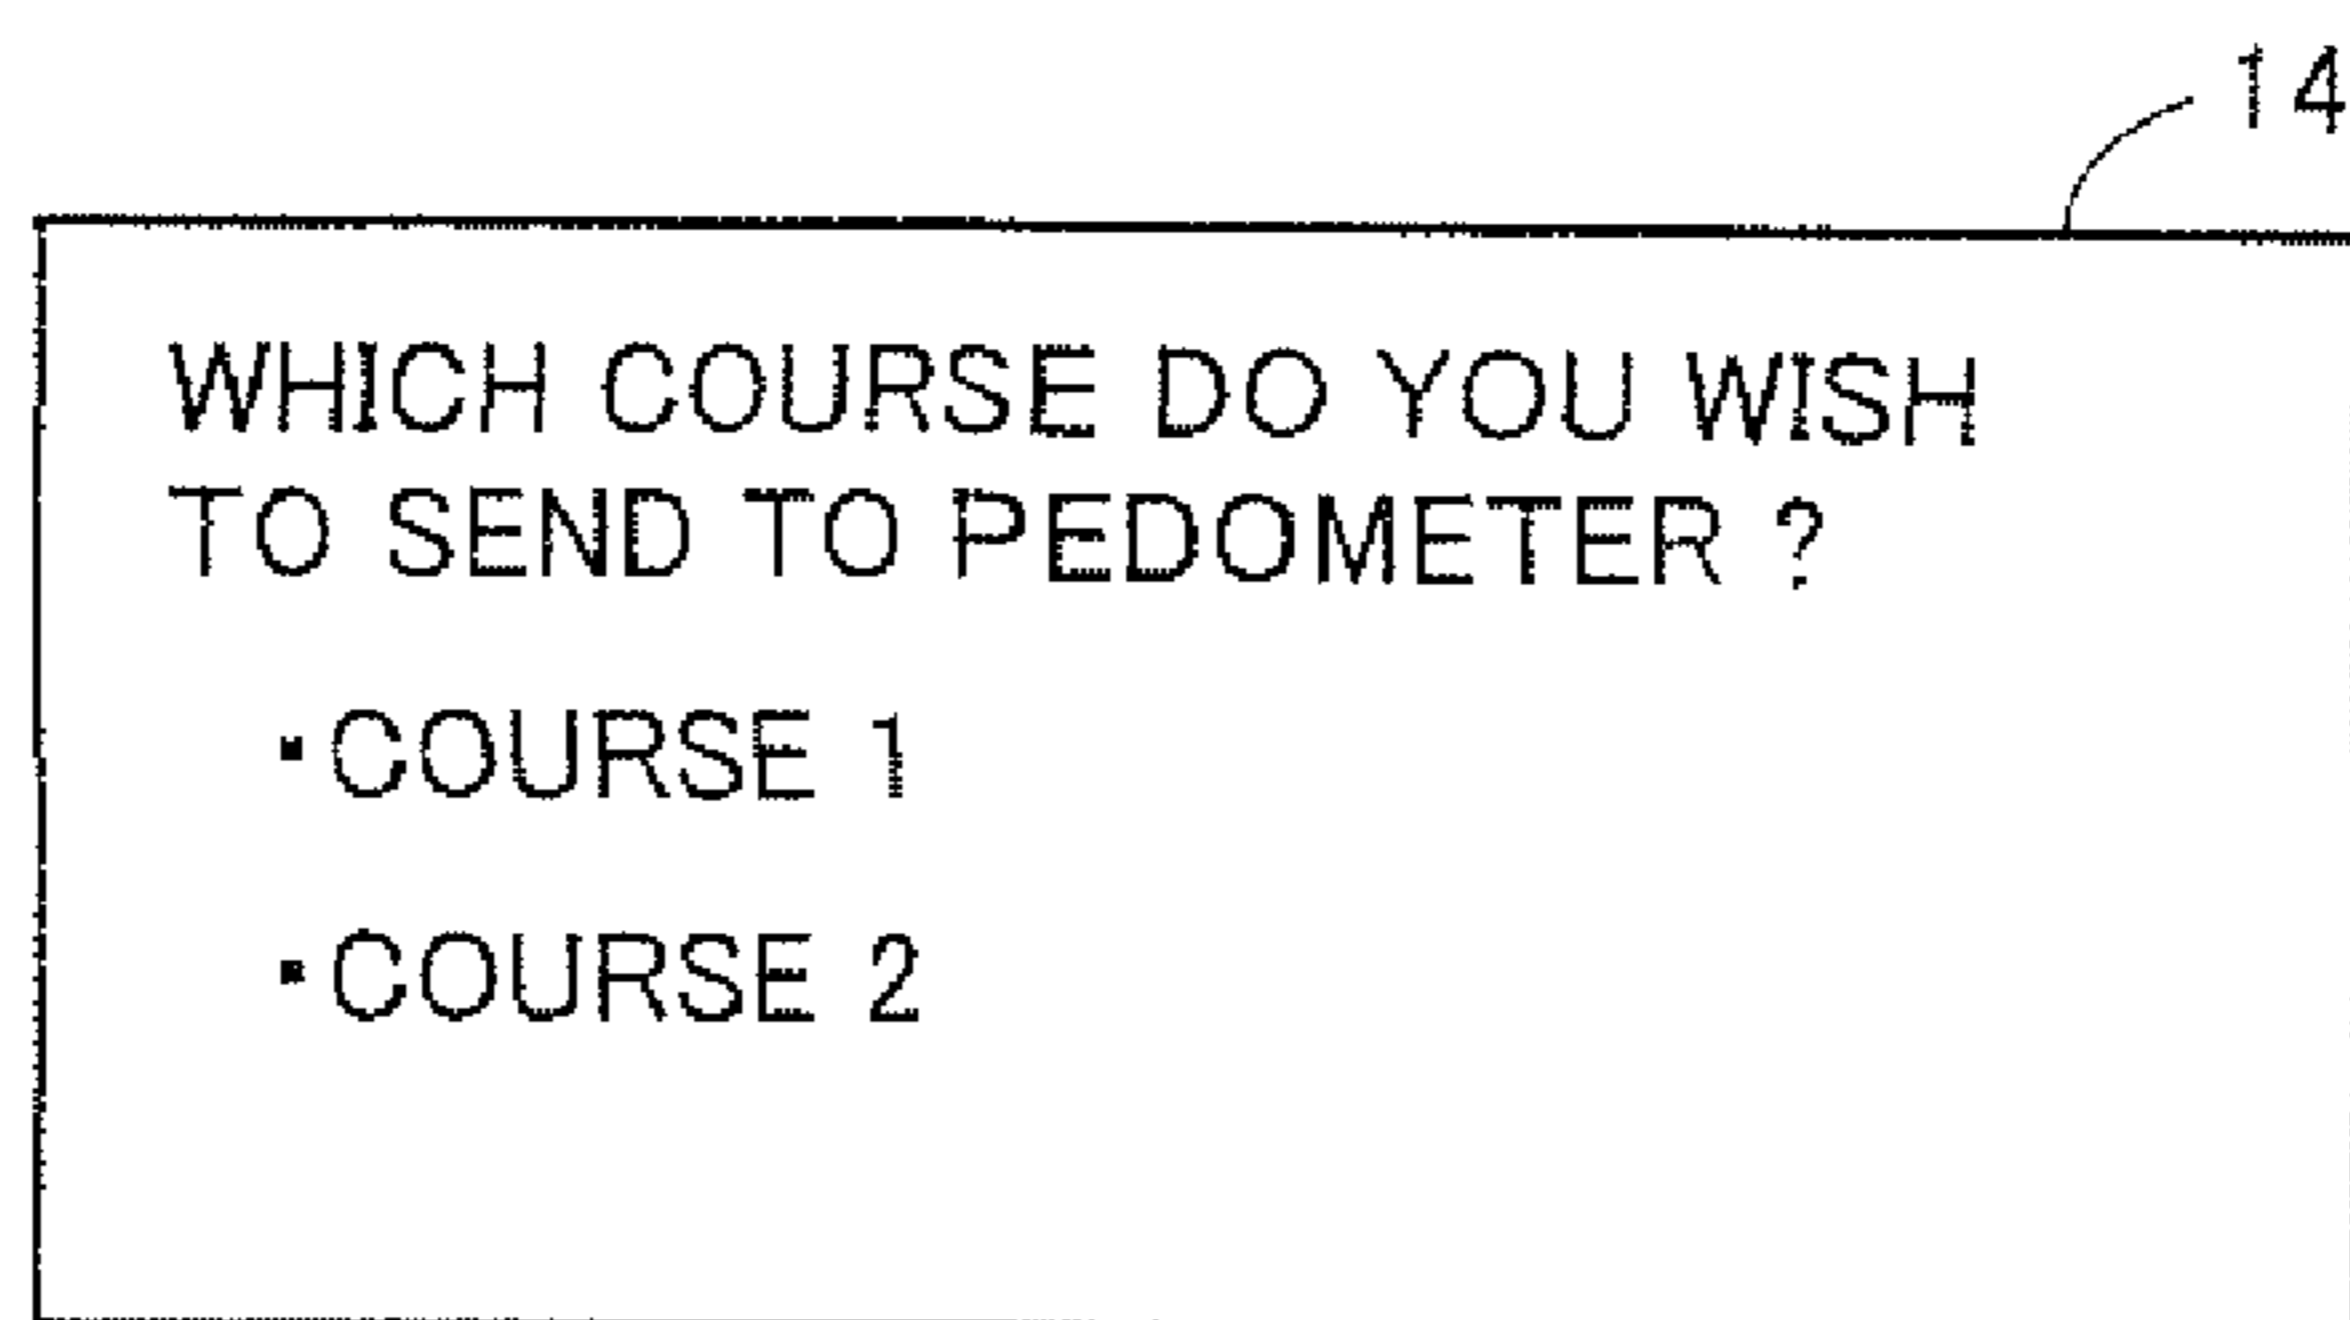 14
WHICH COURSE DO YOU WISH
TO SEND TO PEDOMETER ?
▪COURSE 1
▪COURSE 2